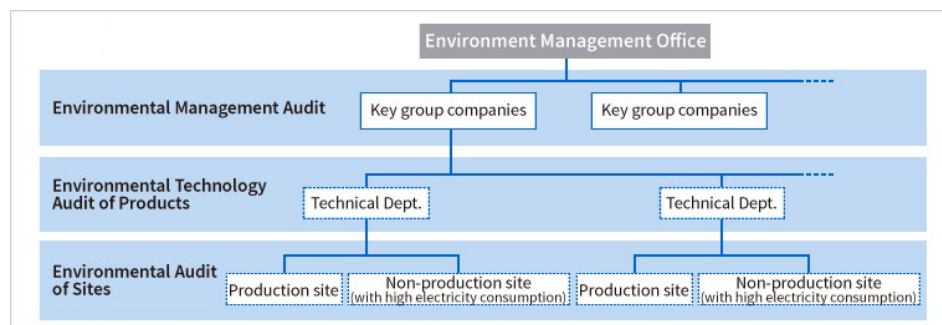 Environment Management Office
Environmental Management Audit
Key group companies
Key group companies
Environmental Technology
Audit of Products
Technical Dept.
Technical Dept.
Environmental Audit
of Sites
Production site
Non-production site
(with high electricity consumption)
Production site
Non-production site
(with high electricity consumption)